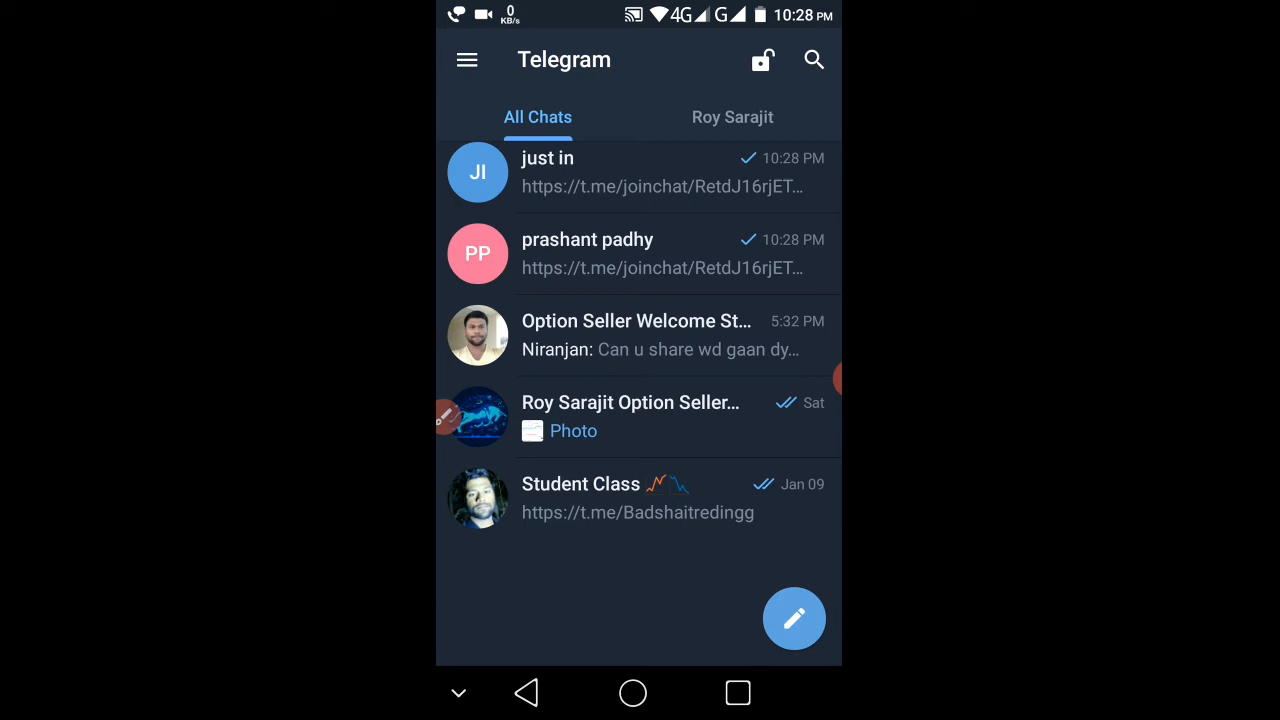 0 KB/s 4G G 10:28 PM
Telegram
All Chats Roy Sarajit
JI just in 10:28 PM
https://t.me/joinchat/RetdJ16rjET...
PP prashant padhy 10:28 PM
https://t.me/joinchat/RetdJ16rjET...
Option Seller Welcome St... 5:32 PM
Niranjan: Can u share wd gaan dy...
Roy Sarajit Option Seller... Sat
Photo
Student Class Jan 09
https://t.me/Badshaitredingg